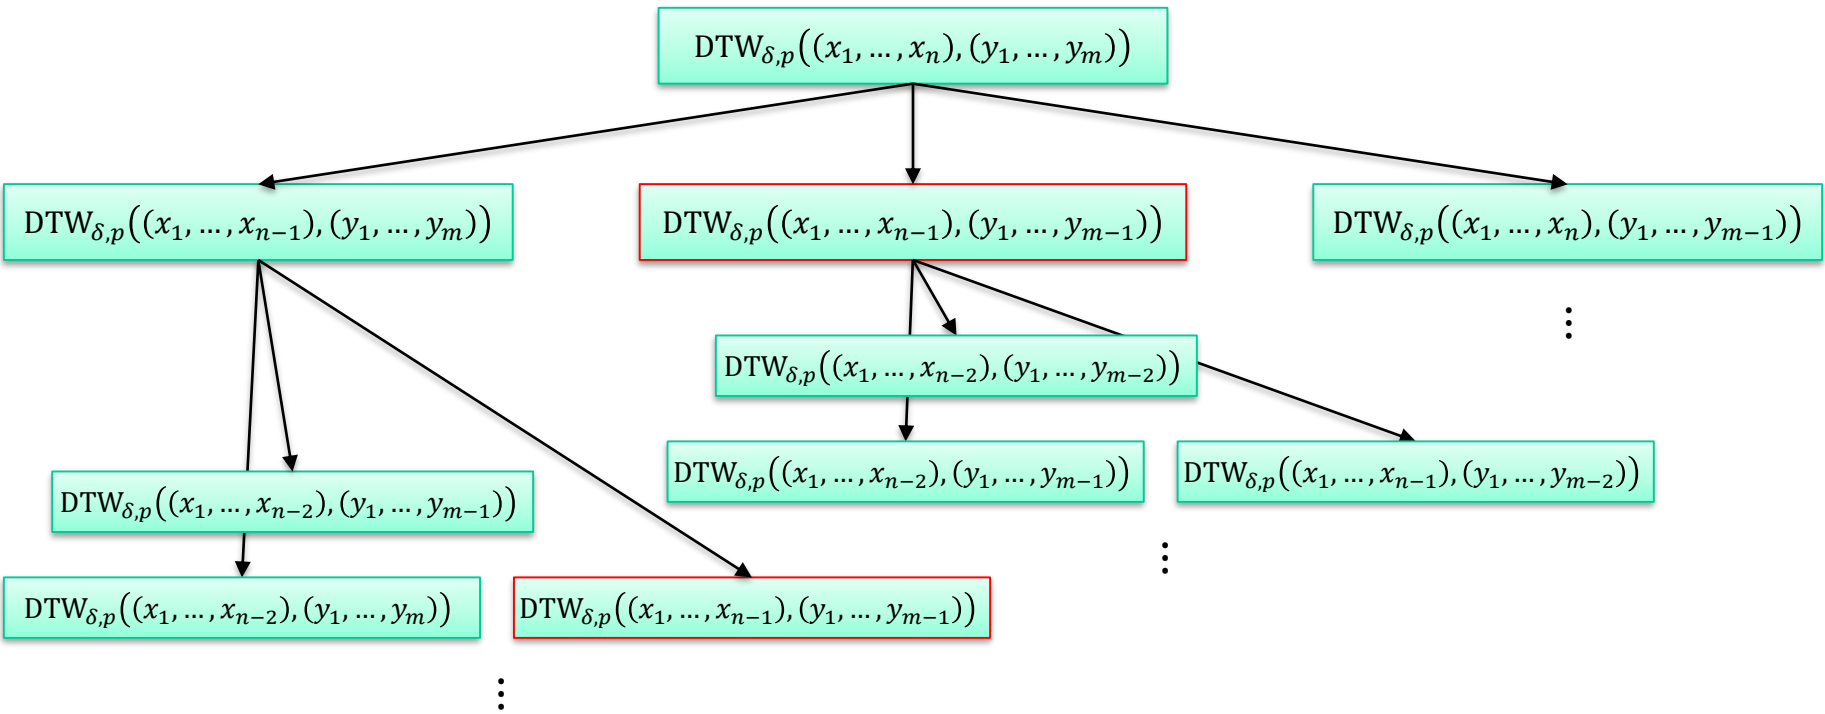 DTW_{δ,p}((x_1, …, x_n), (y_1, …, y_m))
DTW_{δ,p}((x_1, …, x_{n−1}), (y_1, …, y_m))
DTW_{δ,p}((x_1, …, x_{n−1}), (y_1, …, y_{m−1}))
DTW_{δ,p}((x_1, …, x_n), (y_1, …, y_{m−1}))
⋮
DTW_{δ,p}((x_1, …, x_{n−2}), (y_1, …, y_{m−2}))
DTW_{δ,p}((x_1, …, x_{n−2}), (y_1, …, y_{m−1}))
DTW_{δ,p}((x_1, …, x_{n−1}), (y_1, …, y_{m−2}))
⋮
DTW_{δ,p}((x_1, …, x_{n−2}), (y_1, …, y_{m−1}))
DTW_{δ,p}((x_1, …, x_{n−2}), (y_1, …, y_m))
DTW_{δ,p}((x_1, …, x_{n−1}), (y_1, …, y_{m−1}))
⋮